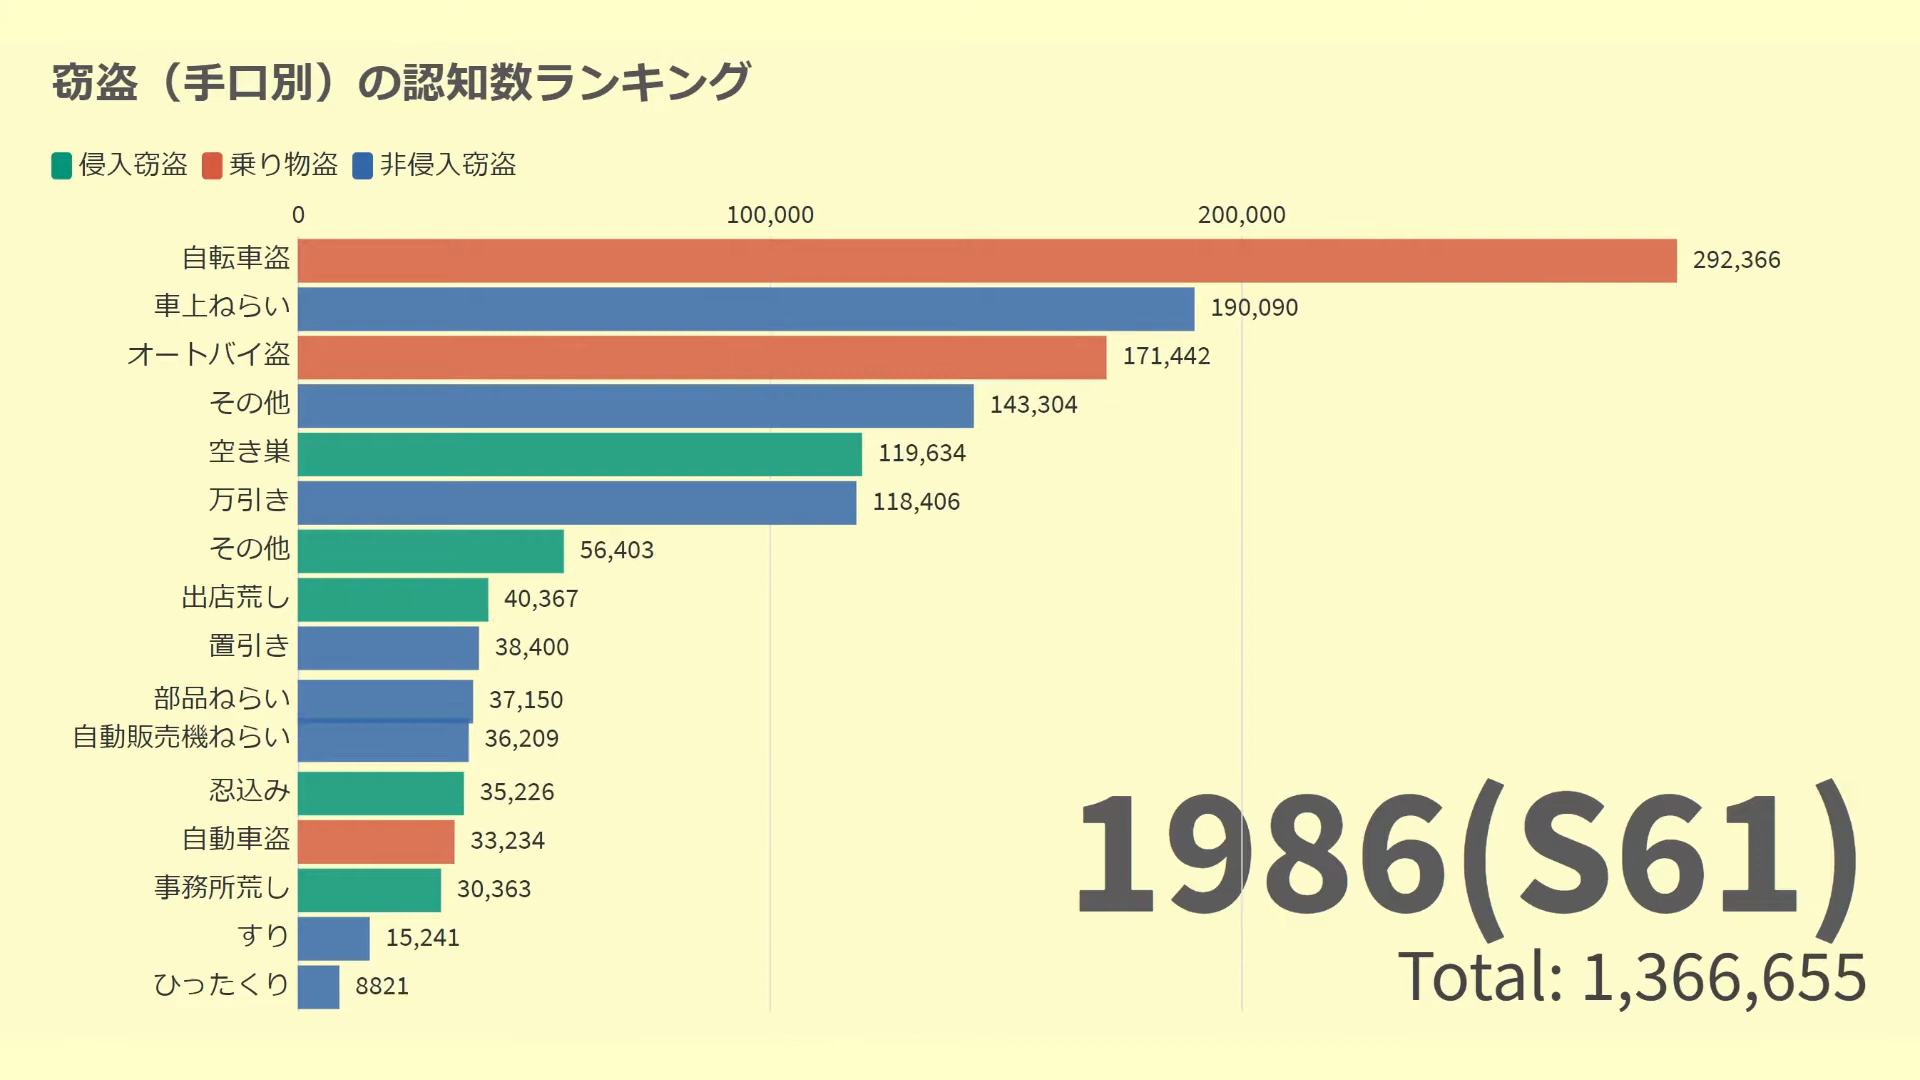 窃盗（手口別）の認知数ランキング
侵入窃盗 乗り物盗 非侵入窃盗
0 100,000 200,000
自転車盗 292,366
車上ねらい 190,090
オートバイ盗 171,442
その他 143,304
空き巣 119,634
万引き 118,406
その他 56,403
出店荒し 40,367
置引き 38,400
部品ねらい 37,150
自動販売機ねらい 36,209
忍込み 35,226
自動車盗 33,234
事務所荒し 30,363
すり 15,241
ひったくり 8821
1986(S61)
Total: 1,366,655